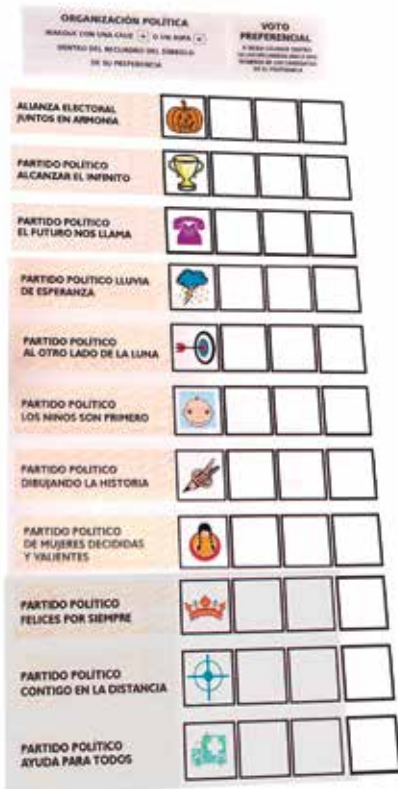 ORGANIZACIÓN POLÍTICA
MARQUE CON UNA CRUZ + O UN ASPA ×
DENTRO DEL RECUADRO DEL SÍMBOLO
DE SU PREFERENCIA
VOTO
PREFERENCIAL
ALIANZA ELECTORAL
JUNTOS EN ARMONIA
PARTIDO POLÍTICO
ALCANZAR EL INFINITO
PARTIDO POLÍTICO
EL FUTURO NOS LLAMA
PARTIDO POLÍTICO LLUVIA
DE ESPERANZA
PARTIDO POLÍTICO
AL OTRO LADO DE LA LUNA
PARTIDO POLÍTICO
LOS NINOS SON PRIMERO
PARTIDO POLÍTICO
DIBUJANDO LA HISTORIA
PARTIDO POLÍTICO
DE MUJERES DECIDIDAS
Y VALIENTES
PARTIDO POLÍTICO
FELICES POR SIEMPRE
PARTIDO POLÍTICO
CONTIGO EN LA DISTANCIA
PARTIDO POLÍTICO
AYUDA PARA TODOS